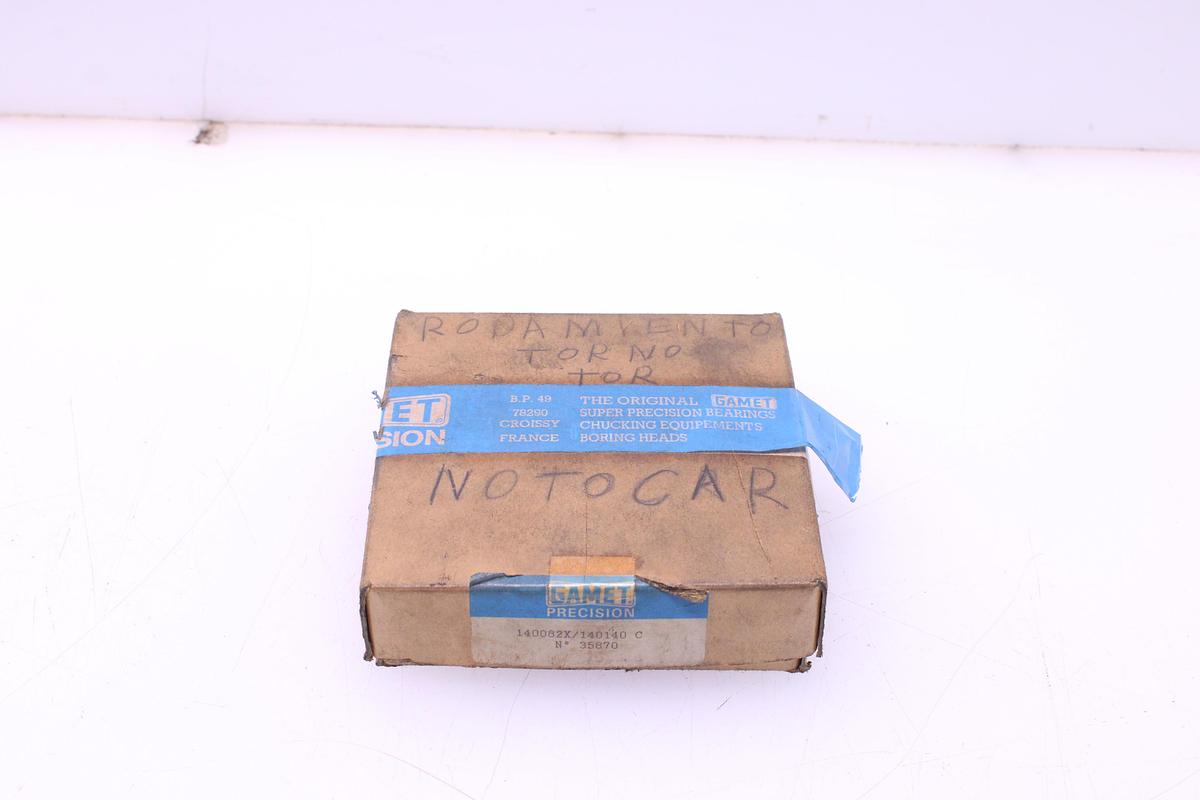 RODAMIENTO
TORNO
TOR
ET
SION
B.P. 49
78290
CROISSY
FRANCE
THE ORIGINAL GAMET
SUPER PRECISION BEARINGS
CHUCKING EQUIPEMENTS
BORING HEADS
NOTOCAR
GAMET
PRECISION
140082X/140140 C
N° 35870